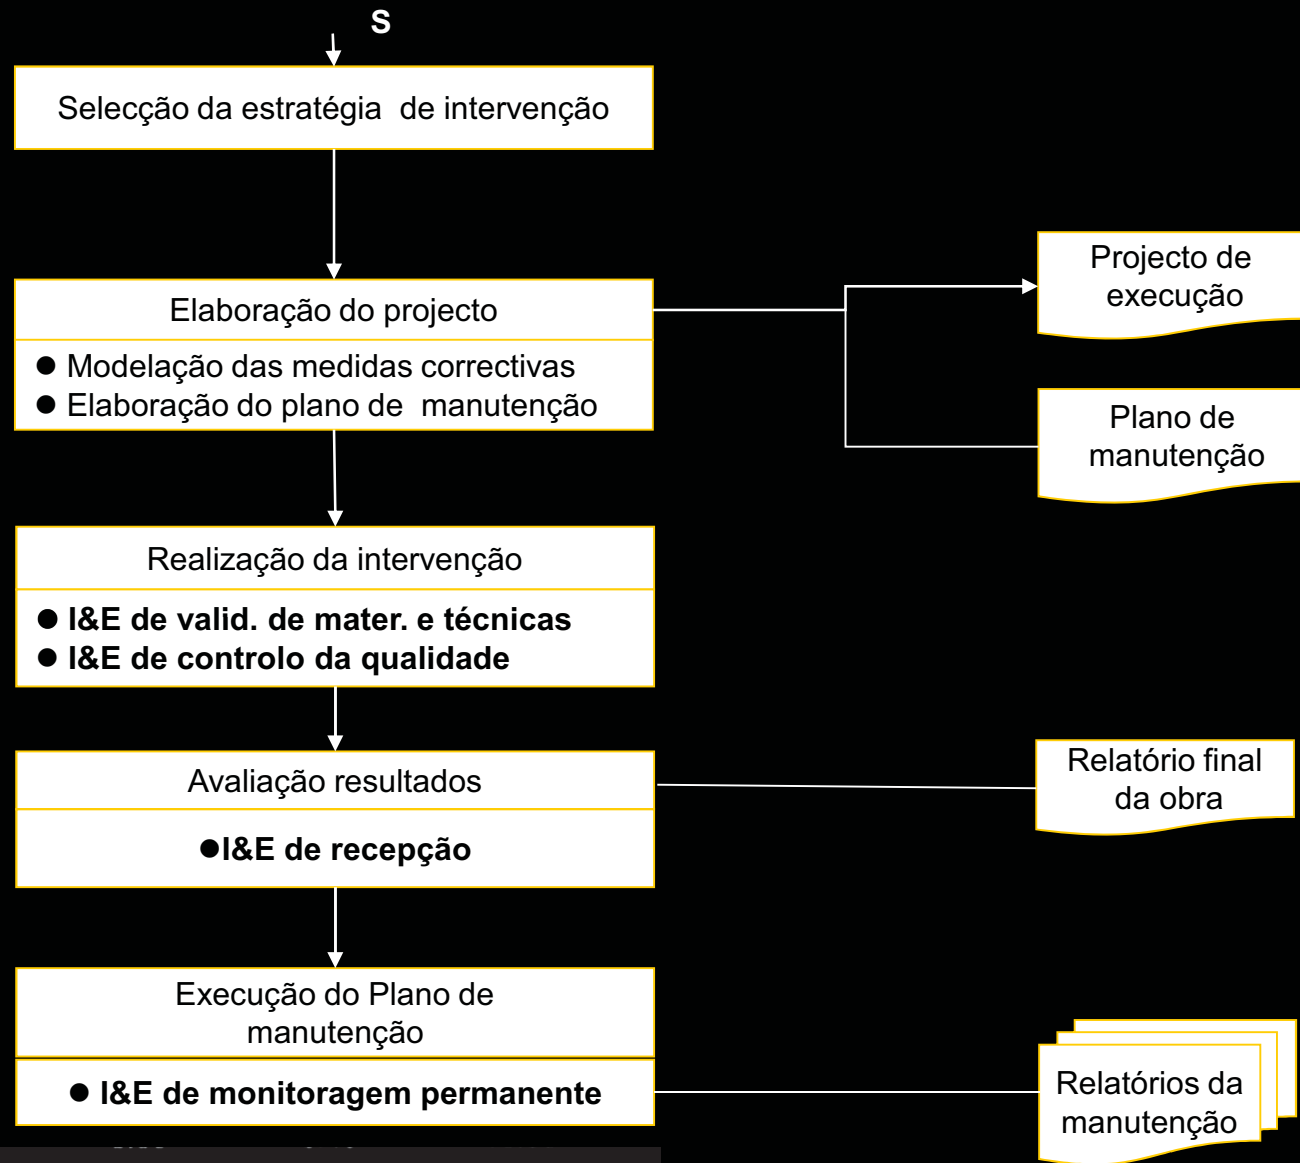 S
Selecção da estratégia de intervenção
Elaboração do projecto
● Modelação das medidas correctivas
● Elaboração do plano de manutenção
Projecto de
execução
Plano de
manutenção
Realização da intervenção
● I&E de valid. de mater. e técnicas
● I&E de controlo da qualidade
Avaliação resultados
●I&E de recepção
Relatório final
da obra
Execução do Plano de
manutenção
● I&E de monitoragem permanente
Relatórios da
manutenção